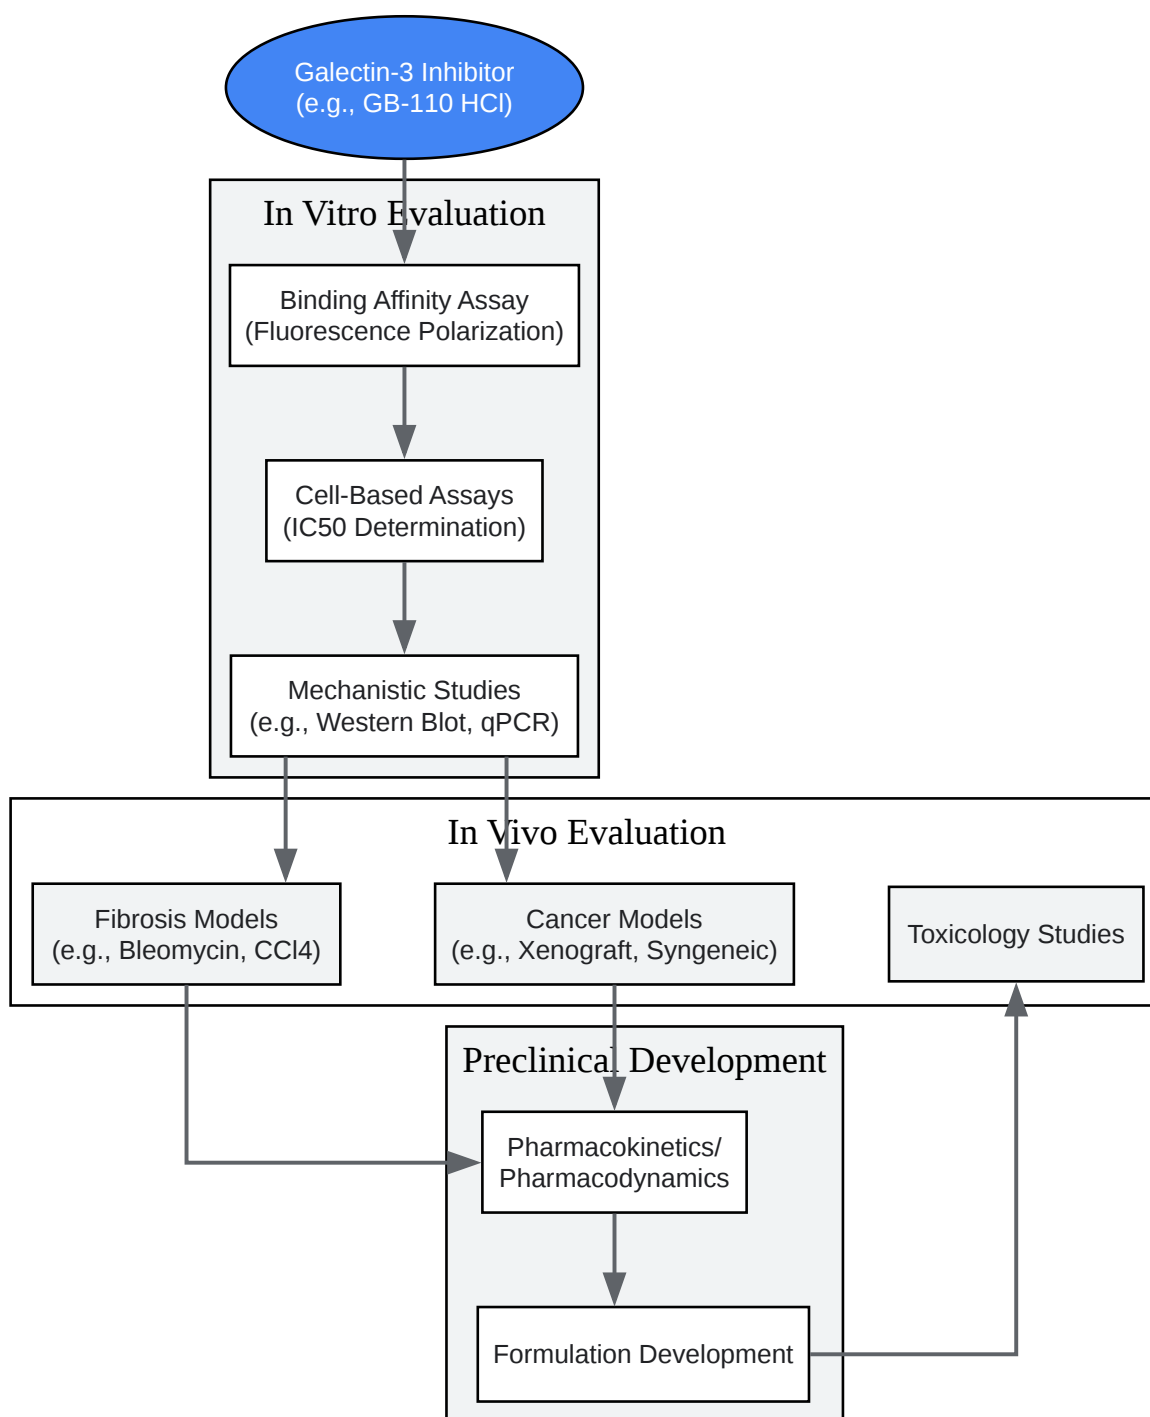 Galectin-3 Inhibitor
(e.g., GB-110 HCl)
In Vitro Evaluation
Binding Affinity Assay
(Fluorescence Polarization)
Cell-Based Assays
(IC50 Determination)
Mechanistic Studies
(e.g., Western Blot, qPCR)
In Vivo Evaluation
Fibrosis Models
(e.g., Bleomycin, CCl4)
Cancer Models
(e.g., Xenograft, Syngeneic)
Toxicology Studies
Preclinical Development
Pharmacokinetics/
Pharmacodynamics
Formulation Development